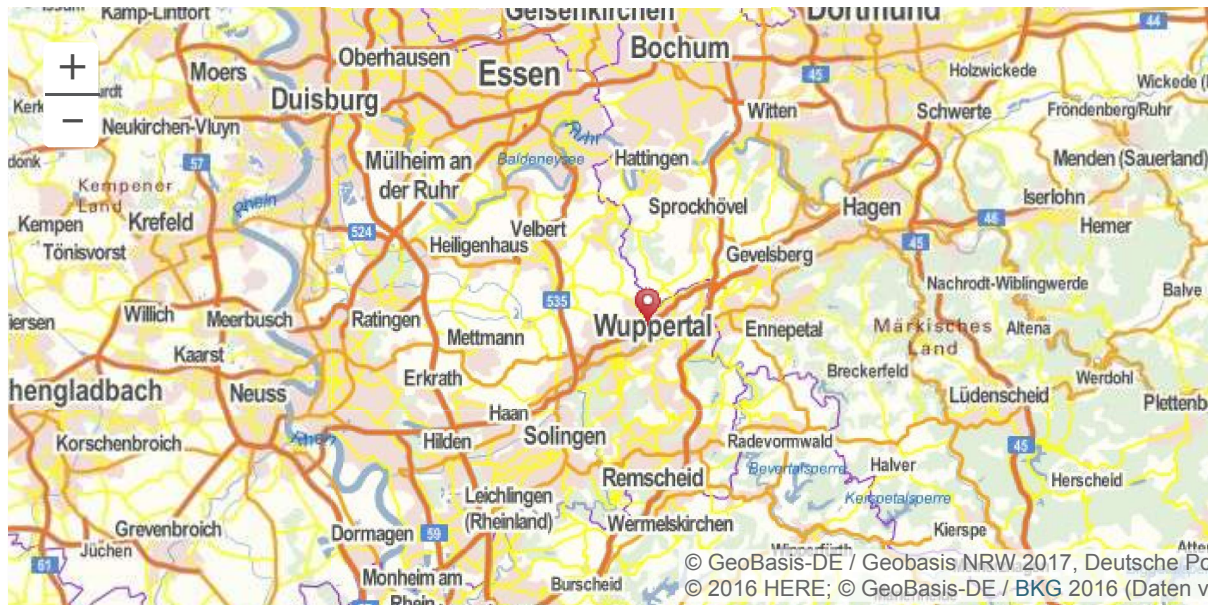 Kamp-Lintfort
Gelsenkirchen
Dortmund
44
+
Oberhausen
Bochum
Moers
Essen
45
Holzwickede
Wickede
Duisburg
Witten
Schwerte
Fröndenberg/Ruhr
−
Neukirchen-Vluyn
Ruhr
57
Mülheim an
der Ruhr
Baldeneysee
Hattingen
Menden (Sauerland)
Kempener
Land
Rhein
Sprockhövel
Hagen
Iserlohn
Kempen
Krefeld
524
Velbert
46
Hemer
Tönisvorst
Heiligenhaus
45
Gevelsberg
Nachrodt-Wiblingwerde
Balve
535
Willich
Meerbusch
Ratingen
Mettmann
Wuppertal
Ennepetal
Märkisches
Land
Altena
Kaarst
Erkrath
Breckerfeld
Werdohl
hengladbach
Neuss
Haan
Lüdenscheid
Plettenb
Korschenbroich
Rhein
Hilden
Solingen
Radevormwald
45
Remscheid
Bevertalsperre
Halver
Herscheid
Leichlingen
(Rheinland)
Kerspetalsperre
Grevenbroich
Dormagen
59
Wermelskirchen
Kierspe
Jüchen
61
Monheim am
Rhein
Burscheid
© GeoBasis-DE / Geobasis NRW 2017, Deutsche Po
© 2016 HERE; © GeoBasis-DE / BKG 2016 (Daten v